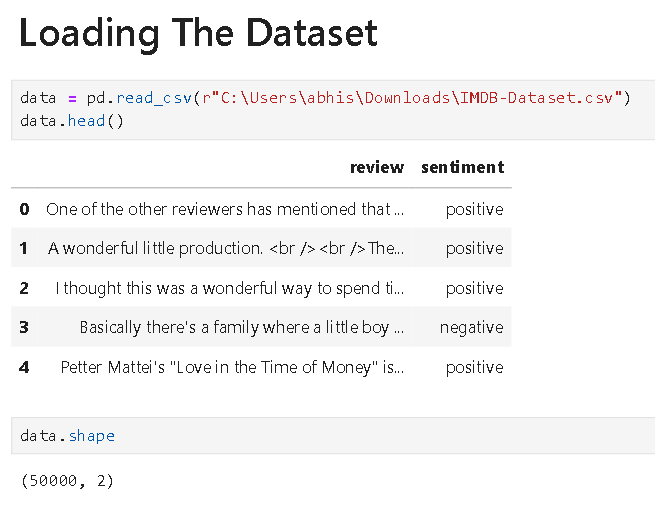 Loading The Dataset
data = pd.read_csv(r"C:\Users\abhis\Downloads\IMDB-Dataset.csv")
data.head()
review sentiment
0 One of the other reviewers has mentioned that ... positive
1 A wonderful little production. <br /><br />The... positive
2 I thought this was a wonderful way to spend ti... positive
3 Basically there's a family where a little boy ... negative
4 Petter Mattei's "Love in the Time of Money" is... positive
data.shape
(50000, 2)